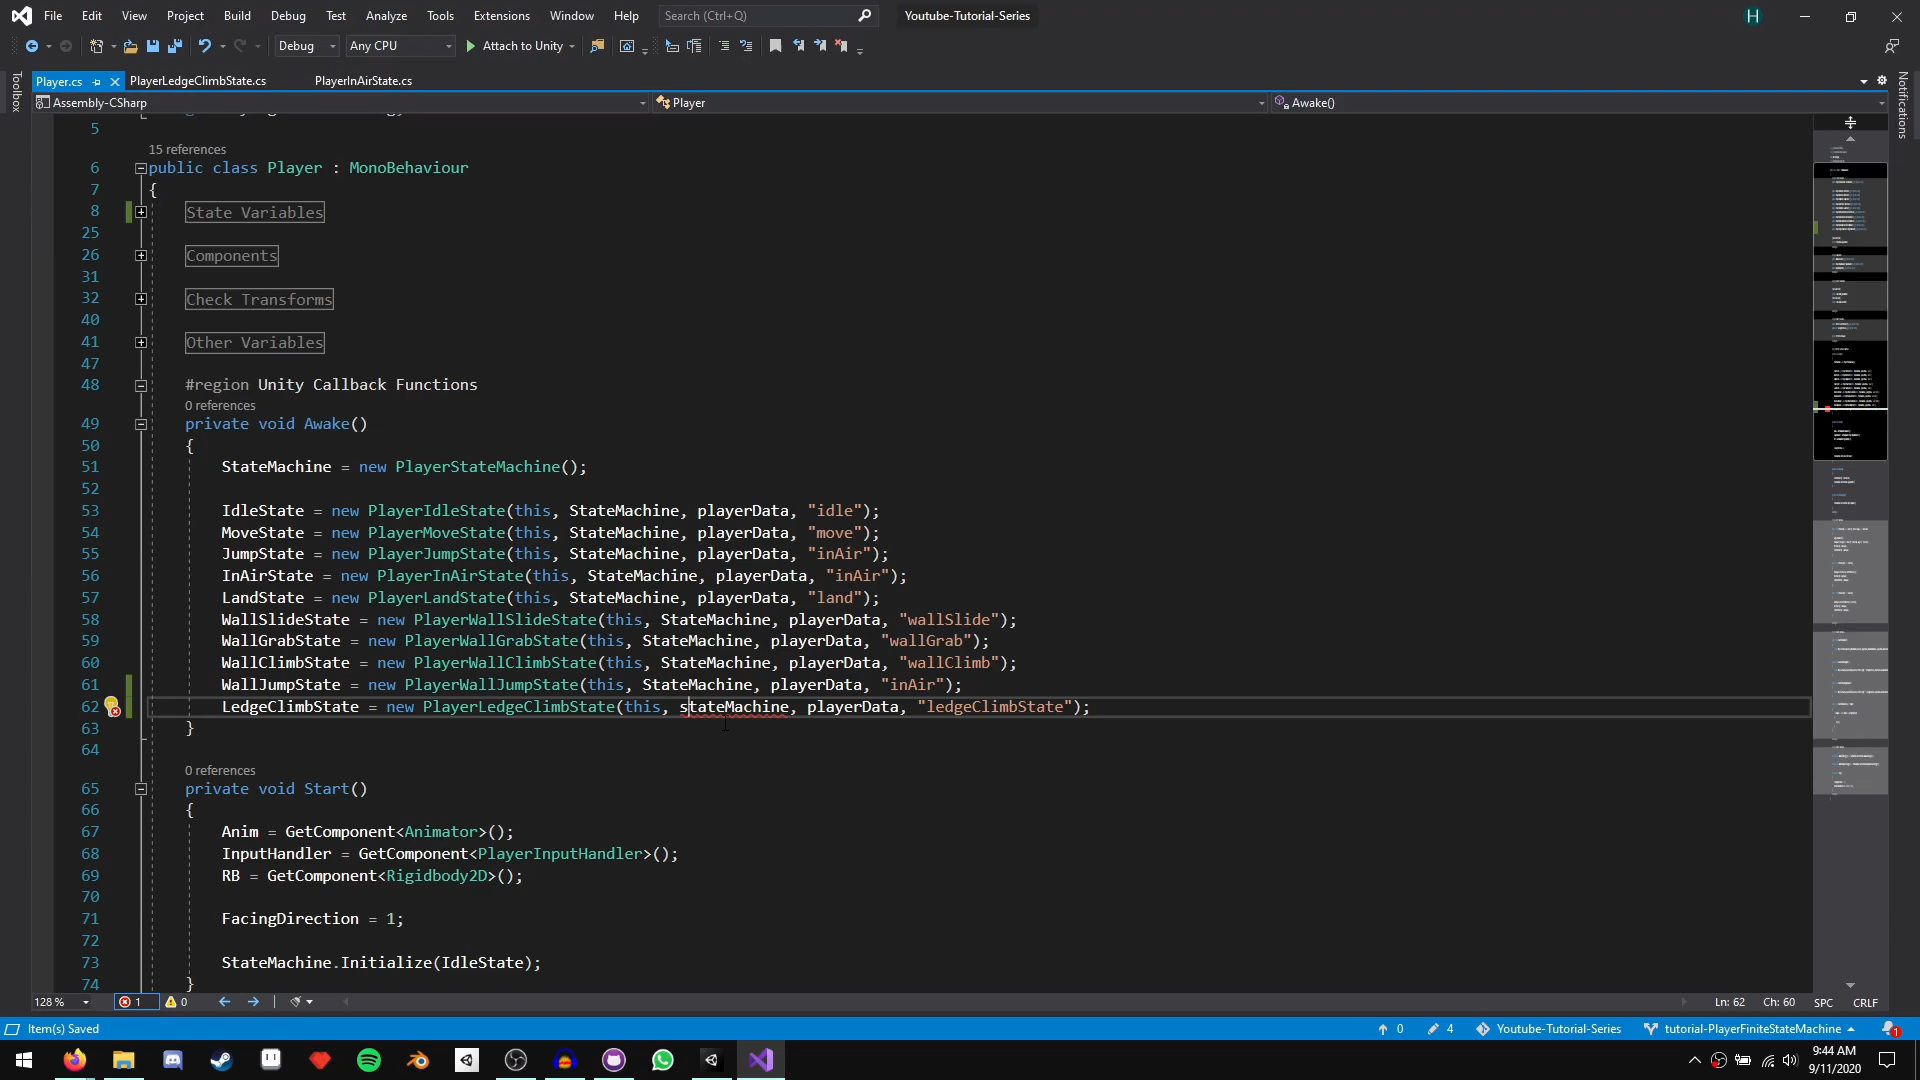 File Edit View Project Build Debug Test Analyze Tools Extensions Window Help Search (Ctrl+Q) Youtube-Tutorial-Series H
Debug Any CPU Attach to Unity
Toolbox
Player.cs PlayerLedgeClimbState.cs PlayerInAirState.cs
Notifications
Assembly-CSharp Player Awake()
5
15 references
6 public class Player : MonoBehaviour
7 {
8 State Variables
25
26 Components
31
32 Check Transforms
40
41 Other Variables
47
48 #region Unity Callback Functions
0 references
49 private void Awake()
50 {
51 StateMachine = new PlayerStateMachine();
52
53 IdleState = new PlayerIdleState(this, StateMachine, playerData, "idle");
54 MoveState = new PlayerMoveState(this, StateMachine, playerData, "move");
55 JumpState = new PlayerJumpState(this, StateMachine, playerData, "inAir");
56 InAirState = new PlayerInAirState(this, StateMachine, playerData, "inAir");
57 LandState = new PlayerLandState(this, StateMachine, playerData, "land");
58 WallSlideState = new PlayerWallSlideState(this, StateMachine, playerData, "wallSlide");
59 WallGrabState = new PlayerWallGrabState(this, StateMachine, playerData, "wallGrab");
60 WallClimbState = new PlayerWallClimbState(this, StateMachine, playerData, "wallClimb");
61 WallJumpState = new PlayerWallJumpState(this, StateMachine, playerData, "inAir");
62 LedgeClimbState = new PlayerLedgeClimbState(this, stateMachine, playerData, "ledgeClimbState");
63 }
64
0 references
65 private void Start()
66 {
67 Anim = GetComponent<Animator>();
68 InputHandler = GetComponent<PlayerInputHandler>();
69 RB = GetComponent<Rigidbody2D>();
70
71 FacingDirection = 1;
72
73 StateMachine.Initialize(IdleState);
74 }
128 % 1 0 Ln: 62 Ch: 60 SPC CRLF
Item(s) Saved 0 4 Youtube-Tutorial-Series tutorial-PlayerFiniteStateMachine 1
9:44 AM
9/11/2020